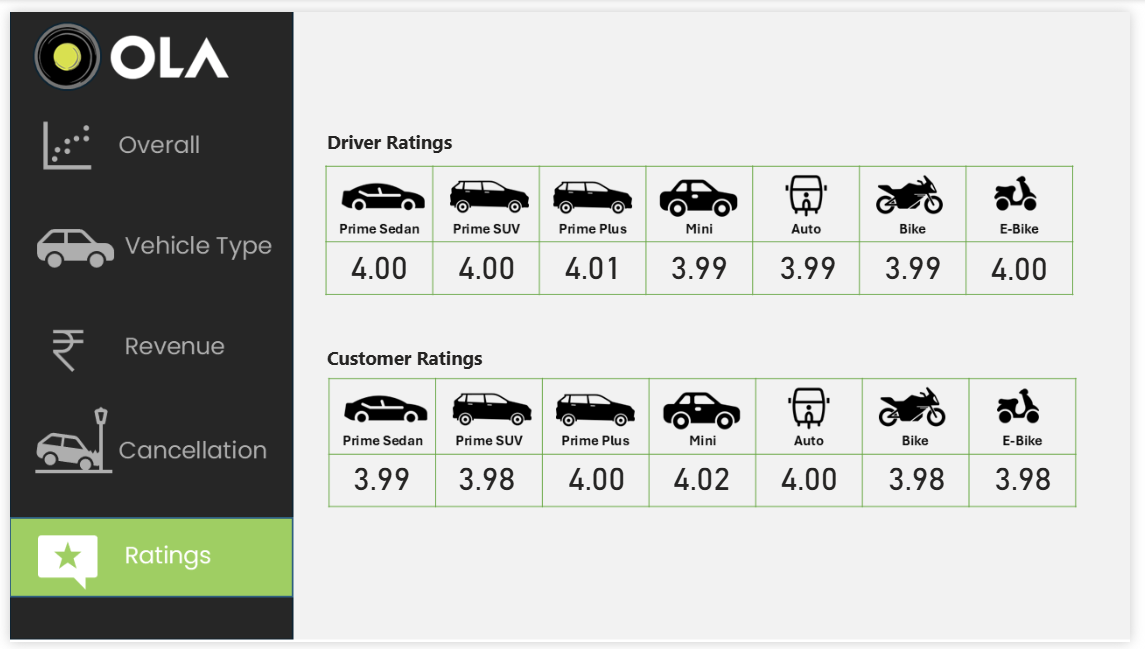 OLA
Overall
Vehicle Type
Revenue
Cancellation
Ratings
Driver Ratings
Prime Sedan Prime SUV Prime Plus Mini Auto Bike E-Bike
4.00 4.00 4.01 3.99 3.99 3.99 4.00
Customer Ratings
Prime Sedan Prime SUV Prime Plus Mini Auto Bike E-Bike
3.99 3.98 4.00 4.02 4.00 3.98 3.98